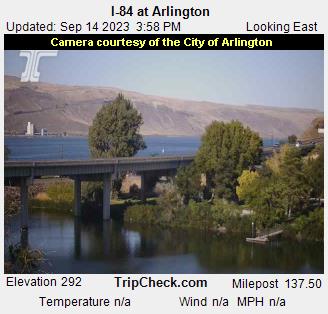 I-84 at Arlington
Updated: Sep 14 2023 3:58 PM Looking East
Camera courtesy of the City of Arlington
Elevation 292 TripCheck.com Milepost 137.50
Temperature n/a Wind n/a MPH n/a